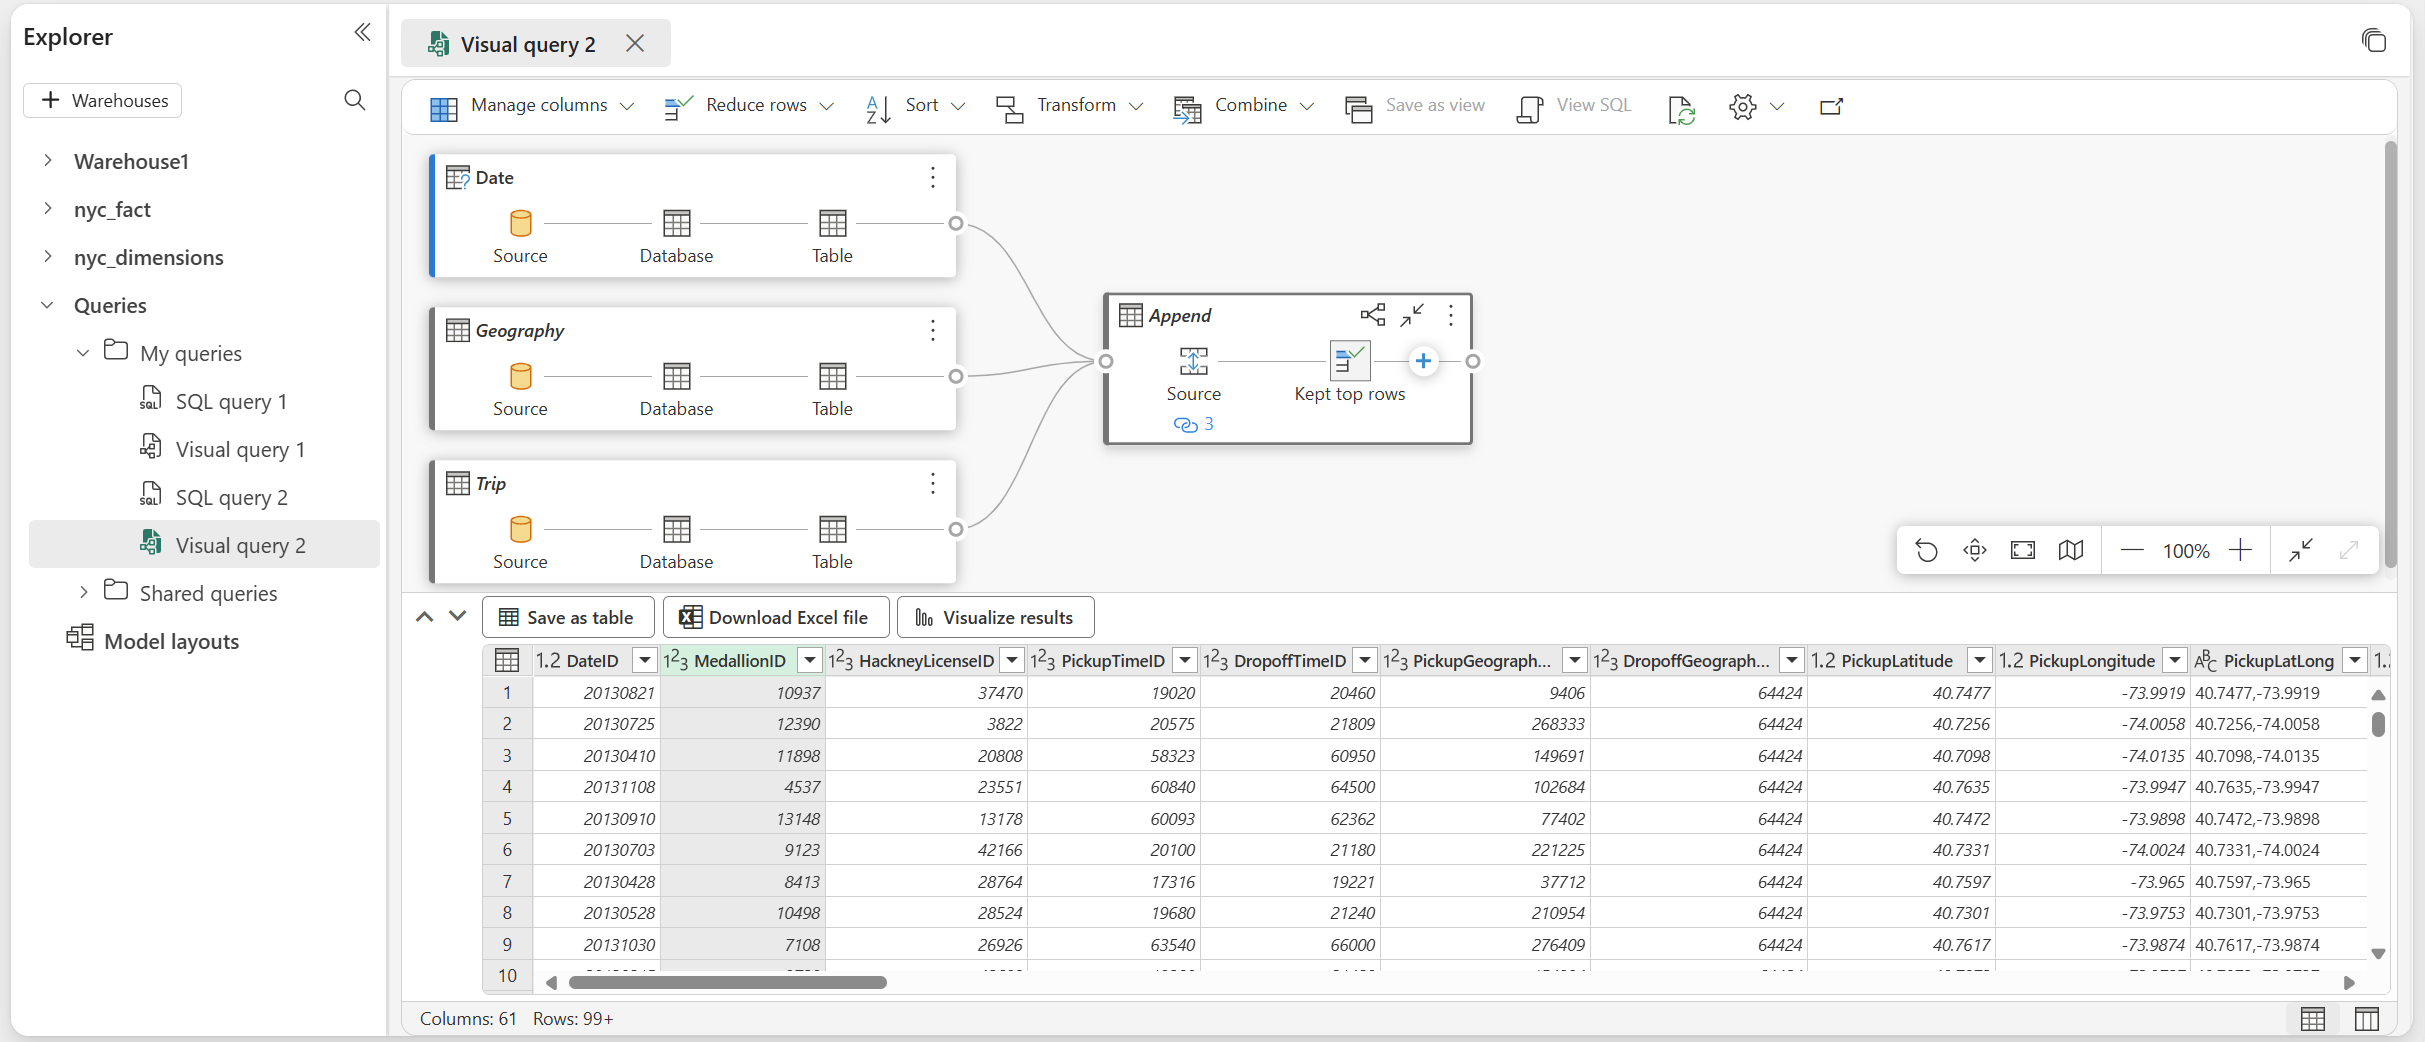 Explorer
Warehouses
Warehouse1
nyc_fact
nyc_dimensions
Queries
My queries
SQL query 1
Visual query 1
SQL query 2
Visual query 2
Shared queries
Model layouts
Visual query 2
Manage columns Reduce rows Sort Transform Combine Save as view View SQL
Date
Source Database Table
Geography
Source Database Table
Trip
Source Database Table
Append
Source Kept top rows
3
100%
Save as table Download Excel file Visualize results
1.2 DateID 123 MedallionID 123 HackneyLicenseID 123 PickupTimeID 123 DropoffTimeID 123 PickupGeograph... 123 DropoffGeograph... 1.2 PickupLatitude 1.2 PickupLongitude ABC PickupLatLong 1.2
1 20130821 10937 37470 19020 20460 9406 64424 40.7477 -73.9919 40.7477,-73.9919
2 20130725 12390 3822 20575 21809 268333 64424 40.7256 -74.0058 40.7256,-74.0058
3 20130410 11898 20808 58323 60950 149691 64424 40.7098 -74.0135 40.7098,-74.0135
4 20131108 4537 23551 60840 64500 102684 64424 40.7635 -73.9947 40.7635,-73.9947
5 20130910 13148 13178 60093 62362 77402 64424 40.7472 -73.9898 40.7472,-73.9898
6 20130703 9123 42166 20100 21180 221225 64424 40.7331 -74.0024 40.7331,-74.0024
7 20130428 8413 28764 17316 19221 37712 64424 40.7597 -73.965 40.7597,-73.965
8 20130528 10498 28524 19680 21240 210954 64424 40.7301 -73.9753 40.7301,-73.9753
9 20131030 7108 26926 63540 66000 276409 64424 40.7617 -73.9874 40.7617,-73.9874
10
Columns: 61 Rows: 99+